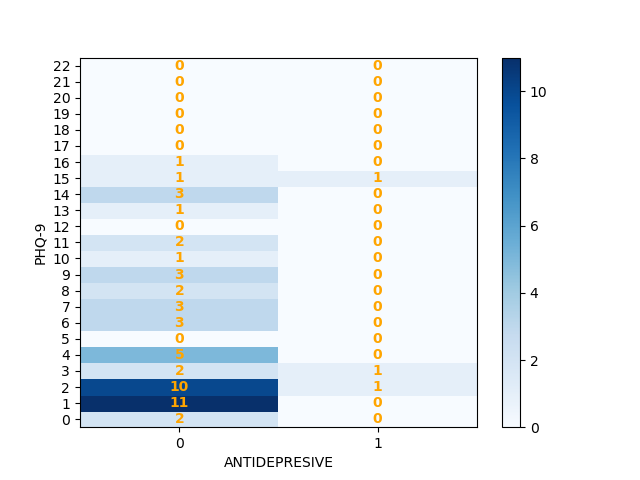 22 0 0
21 0 0
20 0 0
19 0 0
18 0 0
17 0 0
16 1 0
15 1 1
14 3 0
13 1 0
12 0 0
11 2 0
10 1 0
9 3 0
8 2 0
7 3 0
6 3 0
5 0 0
4 5 0
3 2 1
2 10 1
1 11 0
0 2 0
0 1
ANTIDEPRESIVE
PHQ-9
10
8
6
4
2
0